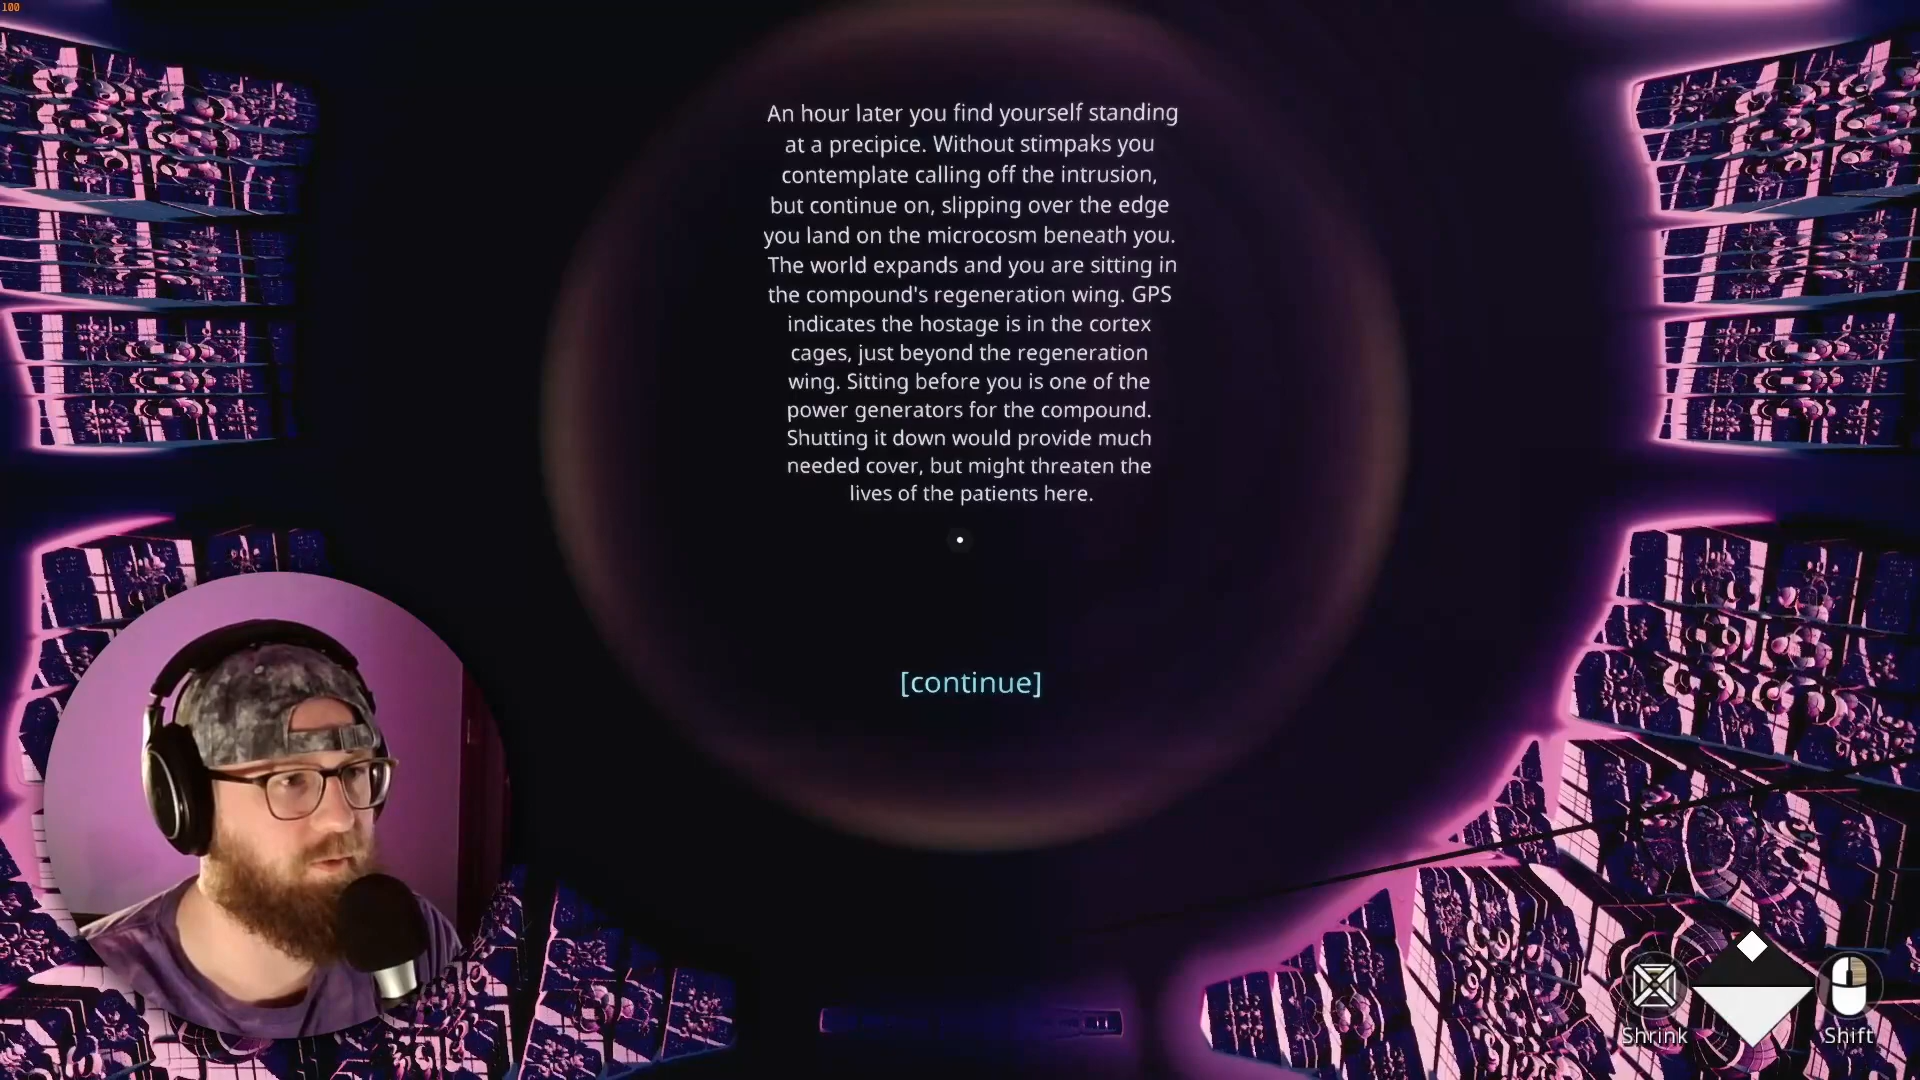 100
An hour later you find yourself standing
at a precipice. Without stimpaks you
contemplate calling off the intrusion,
but continue on, slipping over the edge
you land on the microcosm beneath you.
The world expands and you are sitting in
the compound's regeneration wing. GPS
indicates the hostage is in the cortex
cages, just beyond the regeneration
wing. Sitting before you is one of the
power generators for the compound.
Shutting it down would provide much
needed cover, but might threaten the
lives of the patients here.
[continue]
Shrink
Shift